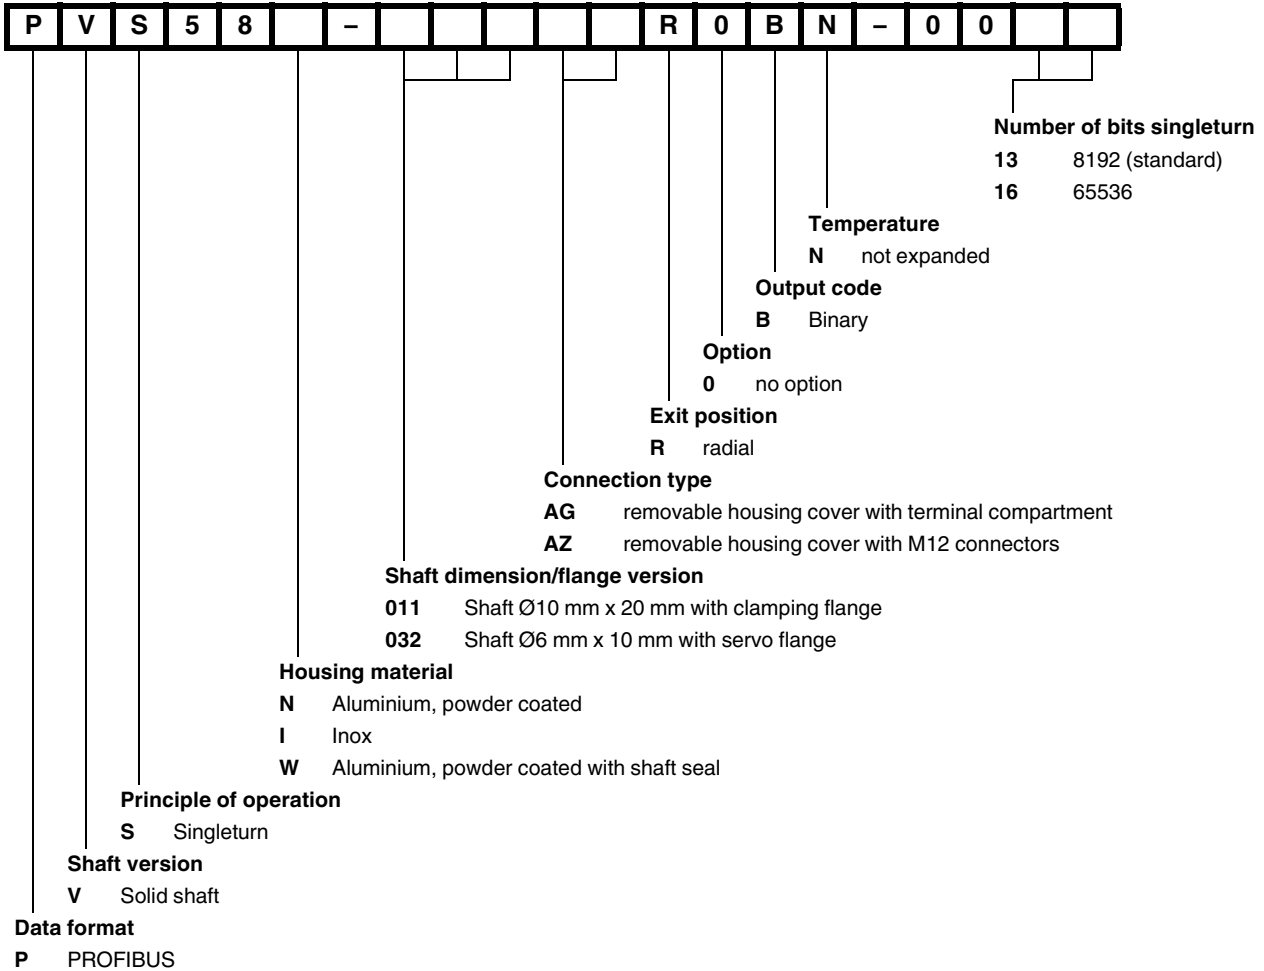 P V S 5 8 – R 0 B N – 0 0
Number of bits singleturn
13 8192 (standard)
16 65536
Temperature
N not expanded
Output code
B Binary
Option
0 no option
Exit position
R radial
Connection type
AG removable housing cover with terminal compartment
AZ removable housing cover with M12 connectors
Shaft dimension/flange version
011 Shaft Ø10 mm x 20 mm with clamping flange
032 Shaft Ø6 mm x 10 mm with servo flange
Housing material
N Aluminium, powder coated
I Inox
W Aluminium, powder coated with shaft seal
Principle of operation
S Singleturn
Shaft version
V Solid shaft
Data format
P PROFIBUS